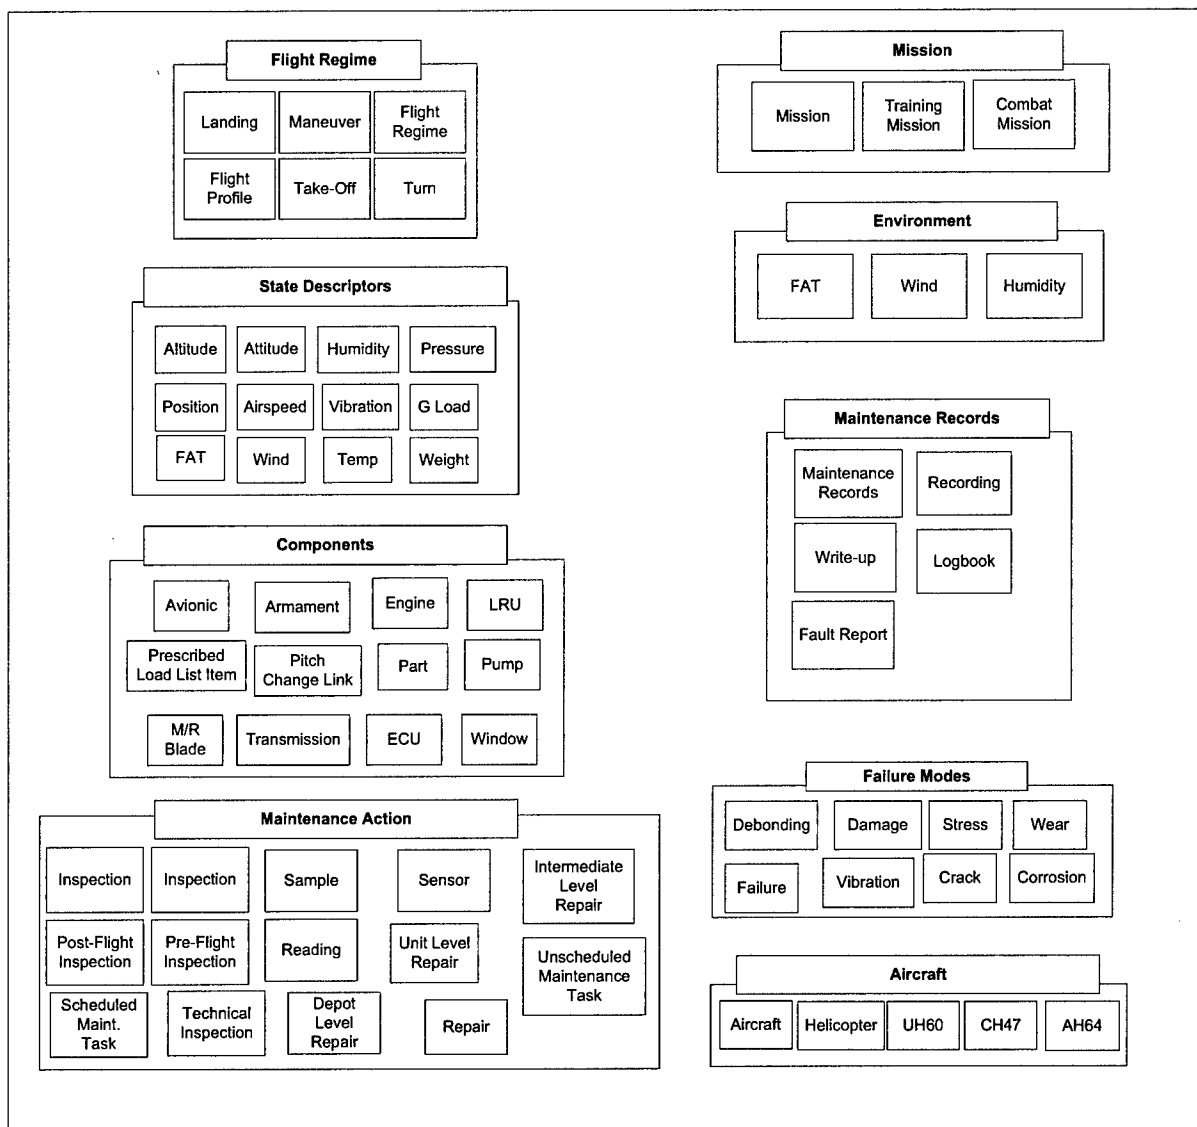 Flight Regime
Landing
Maneuver
Flight
Regime
Flight
Profile
Take-Off
Turn
State Descriptors
Altitude
Attitude
Humidity
Pressure
Position
Airspeed
Vibration
G Load
FAT
Wind
Temp
Weight
Components
Avionic
Armament
Engine
LRU
Prescribed
Load List Item
Pitch
Change Link
Part
Pump
M/R
Blade
Transmission
ECU
Window
Maintenance Action
Inspection
Inspection
Sample
Sensor
Intermediate
Level
Repair
Post-Flight
Inspection
Pre-Flight
Inspection
Reading
Unit Level
Repair
Unscheduled
Maintenance
Task
Scheduled
Maint.
Task
Technical
Inspection
Depot
Level
Repair
Repair
Mission
Mission
Training
Mission
Combat
Mission
Environment
FAT
Wind
Humidity
Maintenance Records
Maintenance
Records
Recording
Write-up
Logbook
Fault Report
Failure Modes
Debonding
Damage
Stress
Wear
Failure
Vibration
Crack
Corrosion
Aircraft
Aircraft
Helicopter
UH60
CH47
AH64